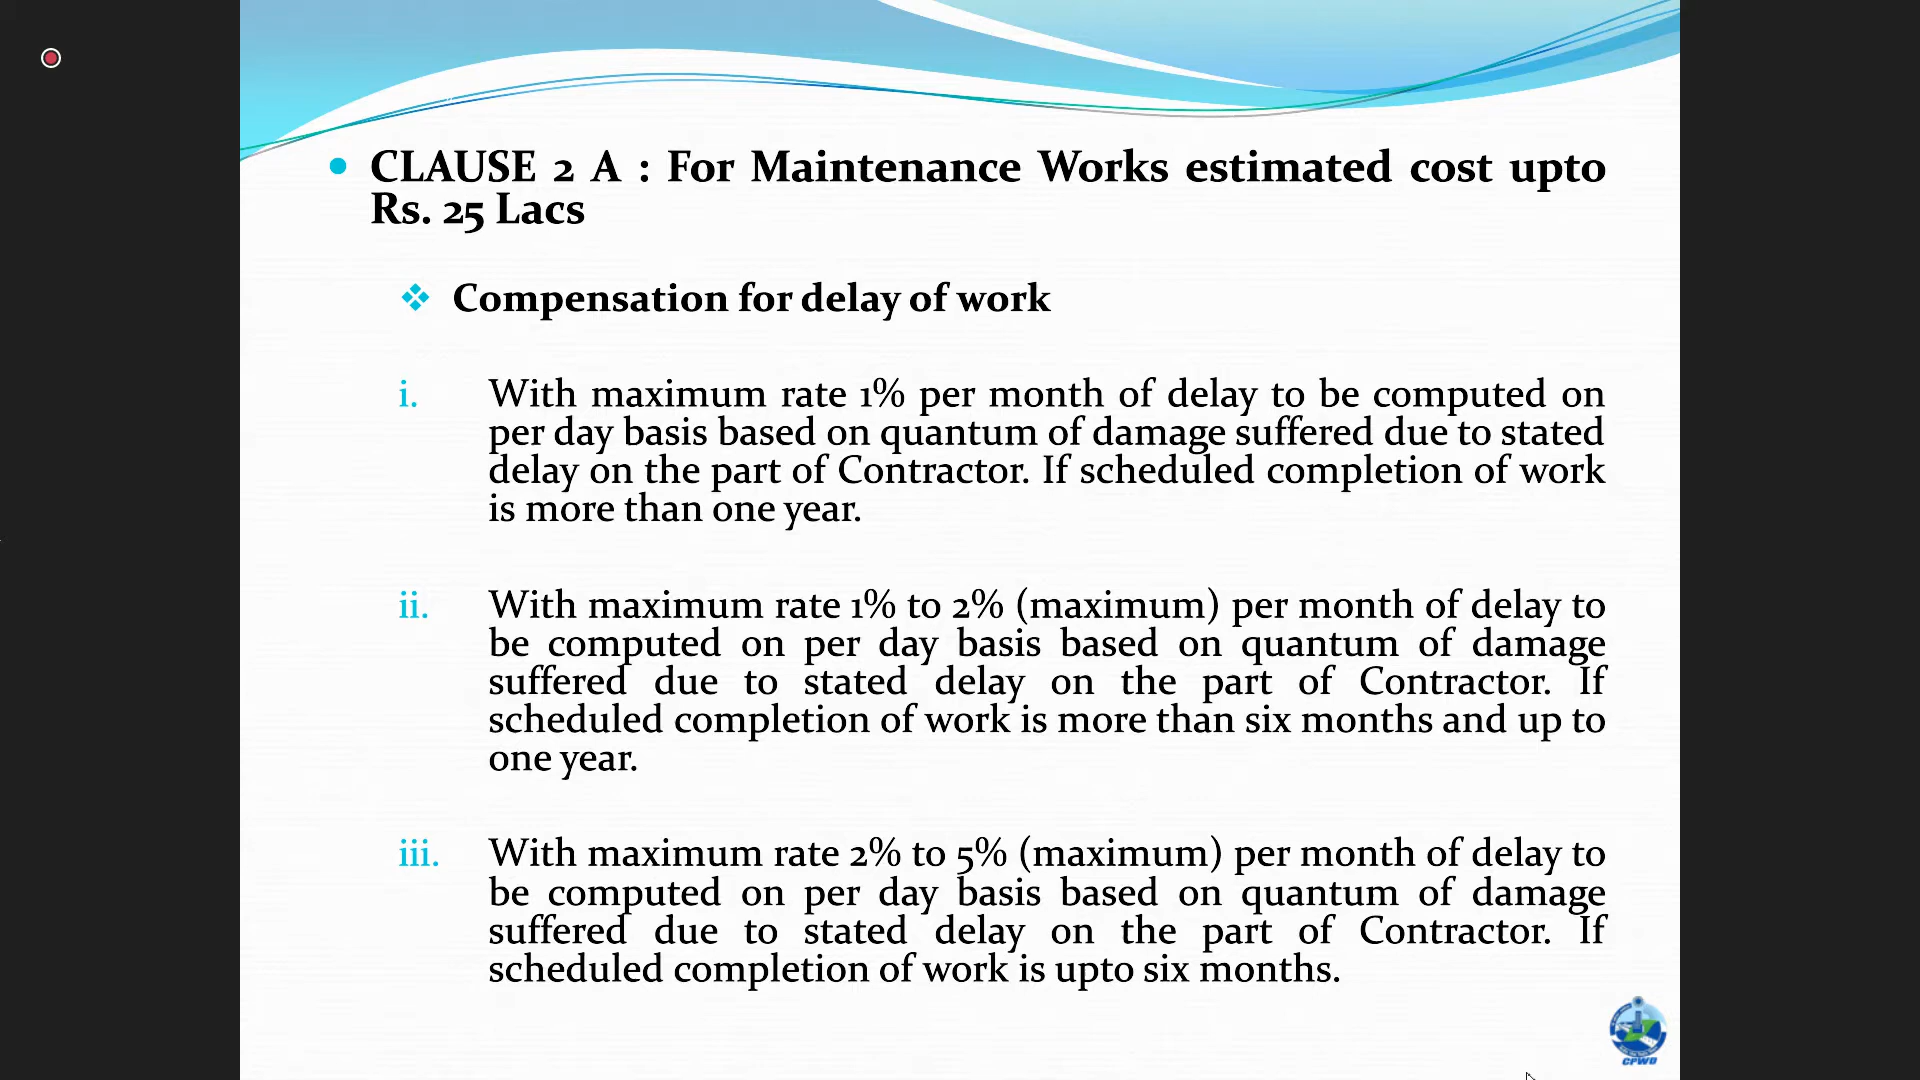 CLAUSE 2 A : For Maintenance Works estimated cost upto
Rs. 25 Lacs
Compensation for delay of work
i. With maximum rate 1% per month of delay to be computed on
per day basis based on quantum of damage suffered due to stated
delay on the part of Contractor. If scheduled completion of work
is more than one year.
ii. With maximum rate 1% to 2% (maximum) per month of delay to
be computed on per day basis based on quantum of damage
suffered due to stated delay on the part of Contractor. If
scheduled completion of work is more than six months and up to
one year.
iii. With maximum rate 2% to 5% (maximum) per month of delay to
be computed on per day basis based on quantum of damage
suffered due to stated delay on the part of Contractor. If
scheduled completion of work is upto six months.
CPWD